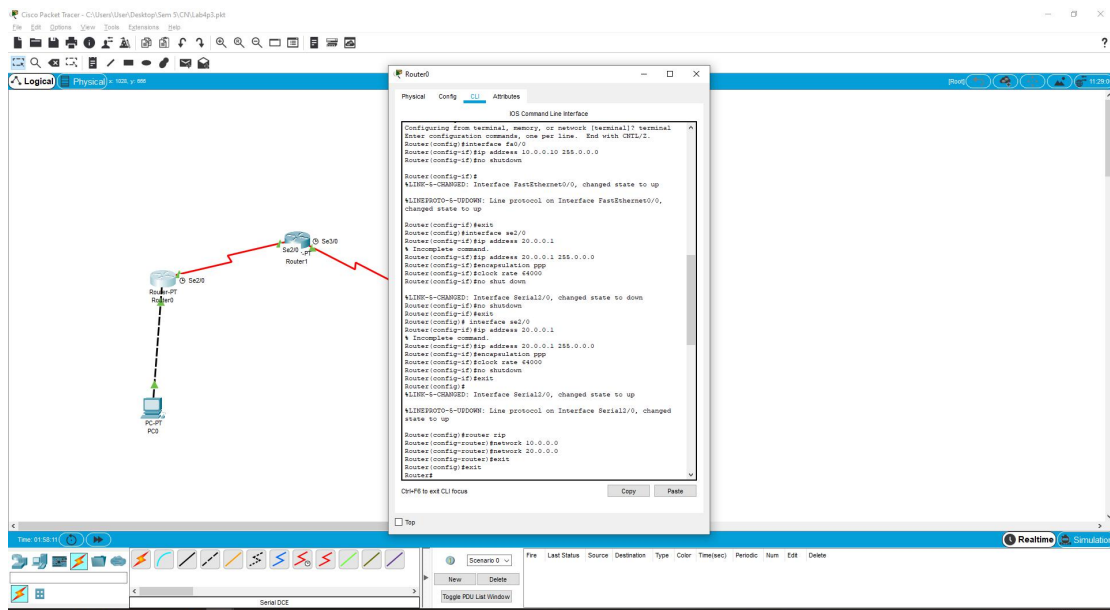 Cisco Packet Tracer - C:\Users\User\Desktop\Sem 5\CN\Lab4p3.pkt
File Edit Options View Tools Extensions Help
?
Logical Physical x: 1028, y: 666
[Root]
Router0
Physical Config CLI Attributes
IOS Command Line Interface
Configuring from terminal, memory, or network [terminal]? terminal
Enter configuration commands, one per line. End with CNTL/Z.
Router(config)#interface fa0/0
Router(config-if)#ip address 10.0.0.10 255.0.0.0
Router(config-if)#no shutdown
Router(config-if)#
%LINK-5-CHANGED: Interface FastEthernet0/0, changed state to up
%LINEPROTO-5-UPDOWN: Line protocol on Interface FastEthernet0/0,
changed state to up
Router(config-if)#exit
Router(config)#interface se2/0
Router(config-if)#ip address 20.0.0.1
% Incomplete command.
Router(config-if)#ip address 20.0.0.1 255.0.0.0
Router(config-if)#encapsulation ppp
Router(config-if)#clock rate 64000
Router(config-if)#no shut down
%LINK-5-CHANGED: Interface Serial2/0, changed state to down
Router(config-if)#no shutdown
Router(config-if)#exit
Router(config)# interface se2/0
Router(config-if)#ip address 20.0.0.1
% Incomplete command.
Router(config-if)#ip address 20.0.0.1 255.0.0.0
Router(config-if)#encapsulation ppp
Router(config-if)#clock rate 64000
Router(config-if)#no shutdown
Router(config-if)#exit
Router(config)#
%LINK-5-CHANGED: Interface Serial2/0, changed state to up
%LINEPROTO-5-UPDOWN: Line protocol on Interface Serial2/0, changed
state to up
Router(config)#router rip
Router(config-router)#network 10.0.0.0
Router(config-router)#network 20.0.0.0
Router(config-router)#exit
Router(config)#exit
Router#
Ctrl+F6 to exit CLI focus
Copy Paste
Top
Se3/0
Se2/0 -PT
Router1
Se2/0
Router-PT
Router0
PC-PT
PC0
Time: 01:58:11
Realtime Simulation
Scenario 0
New Delete
Toggle PDU List Window
Fire Last Status Source Destination Type Color Time(sec) Periodic Num Edit Delete
Serial DCE